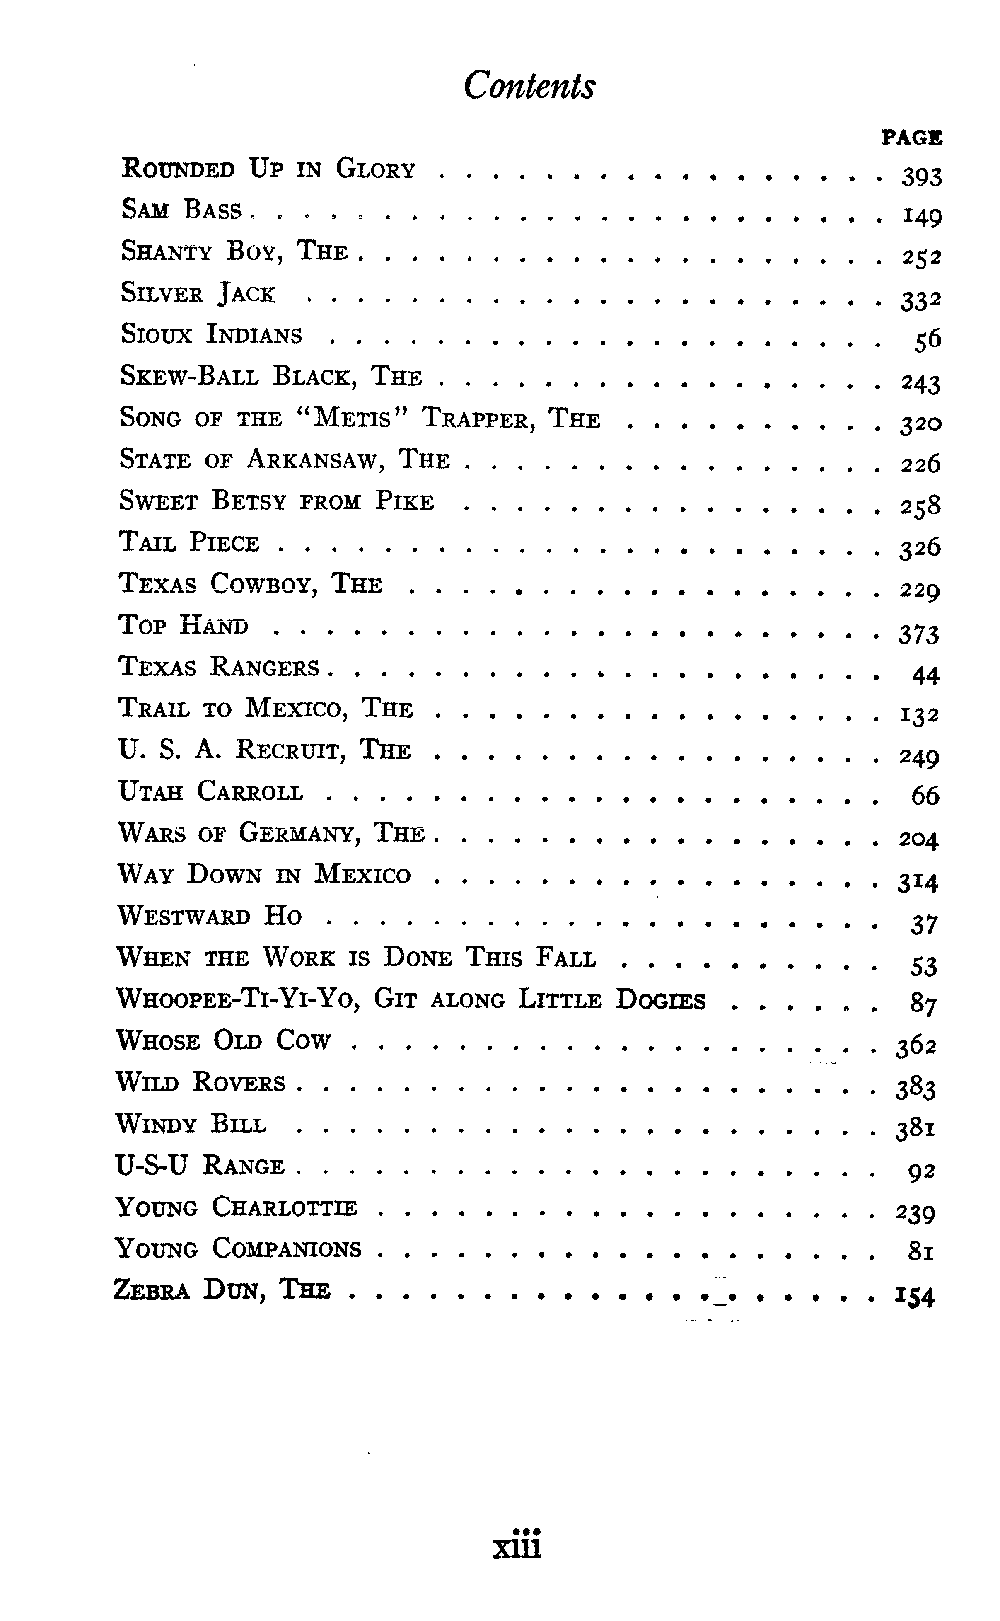 Contents
PAGE
Rounded Up in Glory . . . . . . . . . . . . . . . . . 393
Sam Bass . . . . . . . . . . . . . . . . . . . . . . . . 149
Shanty Boy, The . . . . . . . . . . . . . . . . . . . . 252
Silver Jack . . . . . . . . . . . . . . . . . . . . . . 332
Sioux Indians . . . . . . . . . . . . . . . . . . . . . 56
Skew-Ball Black, The . . . . . . . . . . . . . . . . . 243
Song of the "Metis" Trapper, The . . . . . . . . . . 320
State of Arkansaw, The . . . . . . . . . . . . . . . . 226
Sweet Betsy from Pike . . . . . . . . . . . . . . . . 258
Tail Piece . . . . . . . . . . . . . . . . . . . . . . . 326
Texas Cowboy, The . . . . . . . . . . . . . . . . . . 229
Top Hand . . . . . . . . . . . . . . . . . . . . . . . 373
Texas Rangers . . . . . . . . . . . . . . . . . . . . . 44
Trail to Mexico, The . . . . . . . . . . . . . . . . . 132
U. S. A. Recruit, The . . . . . . . . . . . . . . . . . 249
Utah Carroll . . . . . . . . . . . . . . . . . . . . . 66
Wars of Germany, The . . . . . . . . . . . . . . . . . 204
Way Down in Mexico . . . . . . . . . . . . . . . . . 314
Westward Ho . . . . . . . . . . . . . . . . . . . . . 37
When the Work is Done This Fall . . . . . . . . . . 53
Whoopee-Ti-Yi-Yo, Git along Little Dogies . . . . . . 87
Whose Old Cow . . . . . . . . . . . . . . . . . . . . 362
Wild Rovers . . . . . . . . . . . . . . . . . . . . . . 383
Windy Bill . . . . . . . . . . . . . . . . . . . . . . 381
U-S-U Range . . . . . . . . . . . . . . . . . . . . . . 92
Young Charlottie . . . . . . . . . . . . . . . . . . . 239
Young Companions . . . . . . . . . . . . . . . . . . . 81
Zebra Dun, The . . . . . . . . . . . . . . . . . . . . 154
xiii